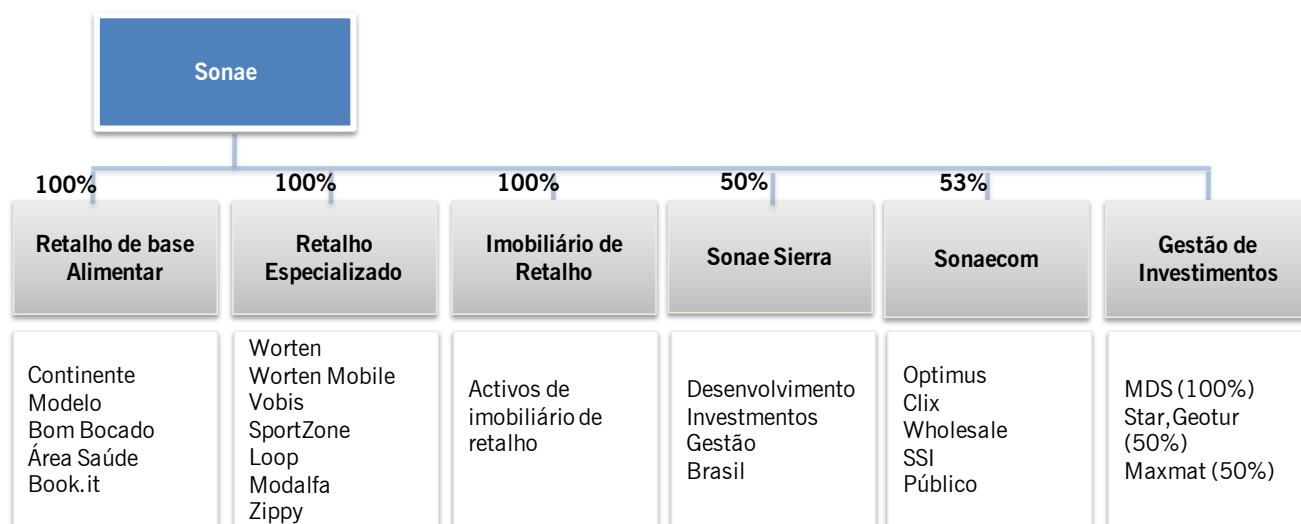 Sonae
100%
100%
100%
50%
53%
Retalho de base
Alimentar
Retalho
Especializado
Imobiliário de
Retalho
Sonae Sierra
Sonaecom
Gestão de
Investimentos
Continente
Modelo
Bom Bocado
Área Saúde
Book.it
Worten
Worten Mobile
Vobis
SportZone
Loop
Modalfa
Zippy
Activos de
imobiliário de
retalho
Desenvolvimento
Investmentos
Gestão
Brasil
Optimus
Clix
Wholesale
SSI
Público
MDS (100%)
Star,Geotur
(50%)
Maxmat (50%)